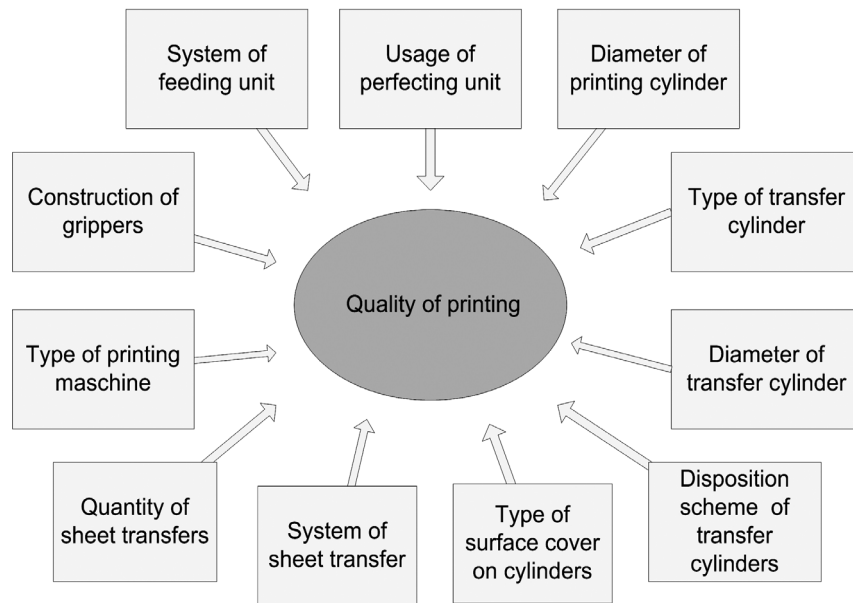 System of
feeding unit
Usage of
perfecting unit
Diameter of
printing cylinder
Construction of
grippers
Type of transfer
cylinder
Quality of printing
Type of printing
maschine
Diameter of
transfer cylinder
Quantity of
sheet transfers
System of
sheet transfer
Type of
surface cover
on cylinders
Disposition
scheme of
transfer
cylinders